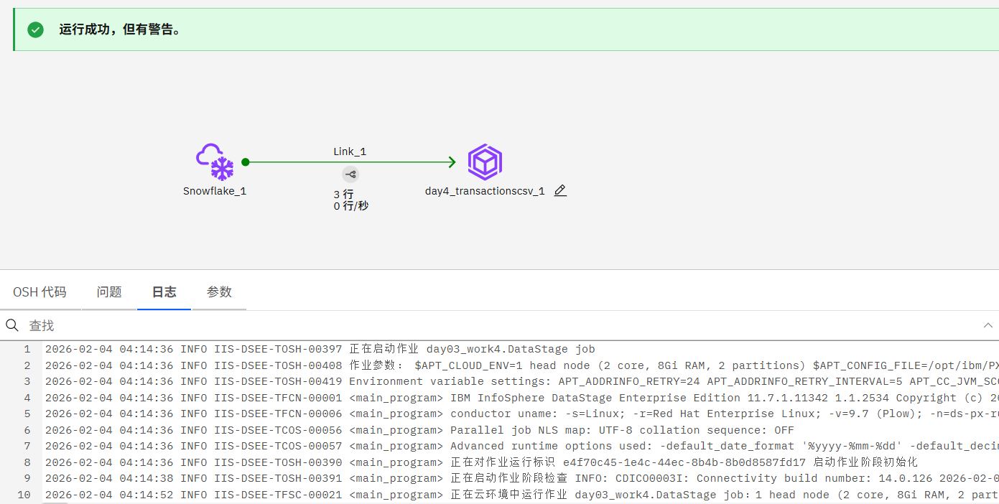 运行成功，但有警告。
Link_1
3 行
0 行/秒
Snowflake_1
day4_transactionscsv_1
OSH 代码 问题 日志 参数
查找
1 2026-02-04 04:14:36 INFO IIS-DSEE-TOSH-00397 正在启动作业 day03_work4.DataStage job
2 2026-02-04 04:14:36 INFO IIS-DSEE-TOSH-00408 作业参数： $APT_CLOUD_ENV=1 head node (2 core, 8Gi RAM, 2 partitions) $APT_CONFIG_FILE=/opt/ibm/PX
3 2026-02-04 04:14:36 INFO IIS-DSEE-TOSH-00419 Environment variable settings: APT_ADDRINFO_RETRY=24 APT_ADDRINFO_RETRY_INTERVAL=5 APT_CC_JVM_SC
4 2026-02-04 04:14:36 INFO IIS-DSEE-TFCN-00001 <main_program> IBM InfoSphere DataStage Enterprise Edition 11.7.1.11342 1.1.2534 Copyright (c) 20
5 2026-02-04 04:14:36 INFO IIS-DSEE-TFCN-00006 <main_program> conductor uname: -s=Linux; -r=Red Hat Enterprise Linux; -v=9.7 (Plow); -n=ds-px-ru
6 2026-02-04 04:14:36 INFO IIS-DSEE-TCOS-00056 <main_program> Parallel job NLS map: UTF-8 collation sequence: OFF
7 2026-02-04 04:14:36 INFO IIS-DSEE-TCOS-00057 <main_program> Advanced runtime options used: -default_date_format '%yyyy-%mm-%dd' -default_decim
8 2026-02-04 04:14:36 INFO IIS-DSEE-TOSH-00390 <main_program> 正在对作业运行标识 e4f70c45-1e4c-44ec-8b4b-8b0d8587fd17 启动作业阶段初始化
9 2026-02-04 04:14:38 INFO IIS-DSEE-TOSH-00391 <main_program> 正在启动作业阶段检查 INFO: CDICO0003I: Connectivity build number: 14.0.126 2026-02-0
10 2026-02-04 04:14:52 INFO IIS-DSEE-TFSC-00021 <main_program> 正在云环境中运行作业 day03_work4.DataStage job：1 head node (2 core, 8Gi RAM, 2 part